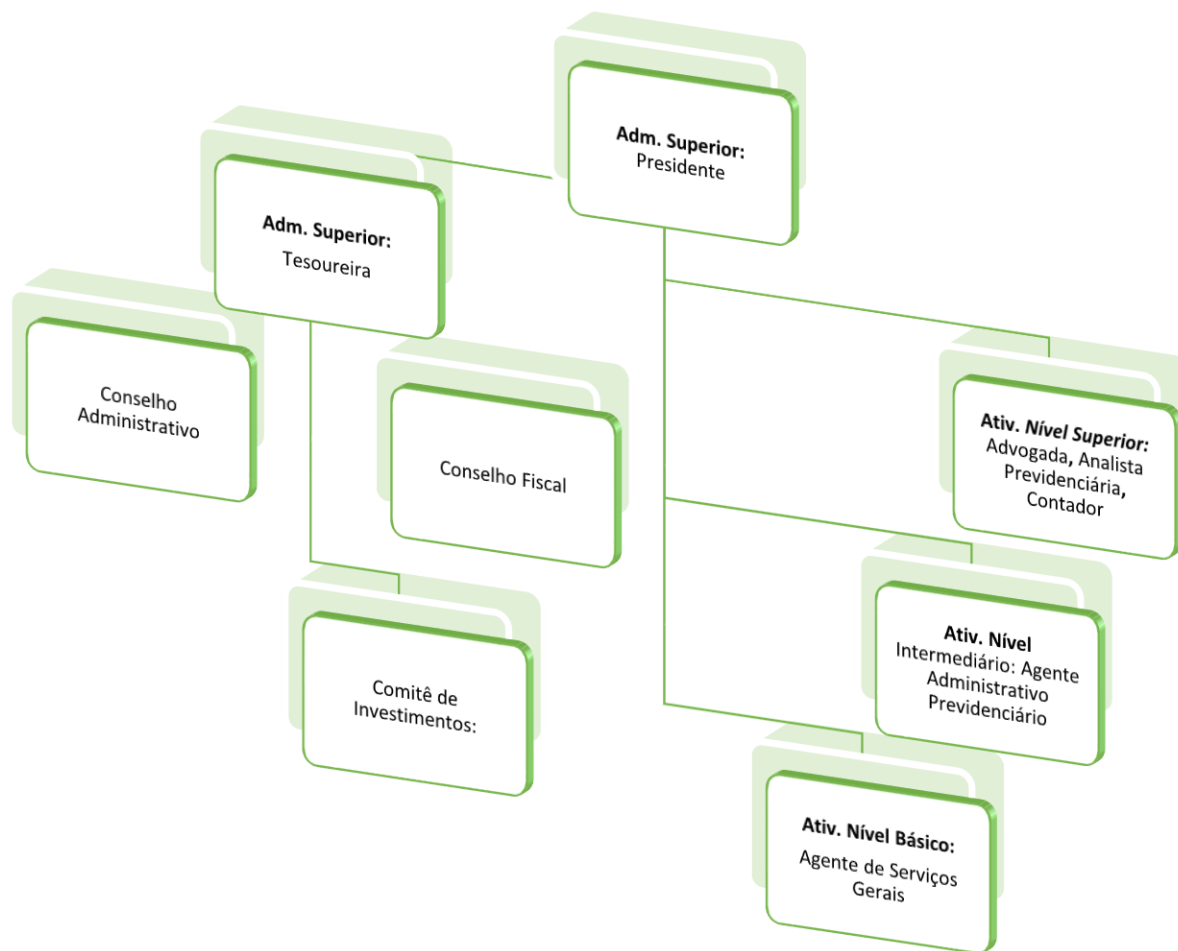 Adm. Superior:
Presidente
Adm. Superior:
Tesoureira
Conselho
Administrativo
Conselho Fiscal
Comitê de
Investimentos:
Ativ. Nível Superior:
Advogada, Analista
Previdenciária,
Contador
Ativ. Nível
Intermediário: Agente
Administrativo
Previdenciário
Ativ. Nível Básico:
Agente de Serviços
Gerais